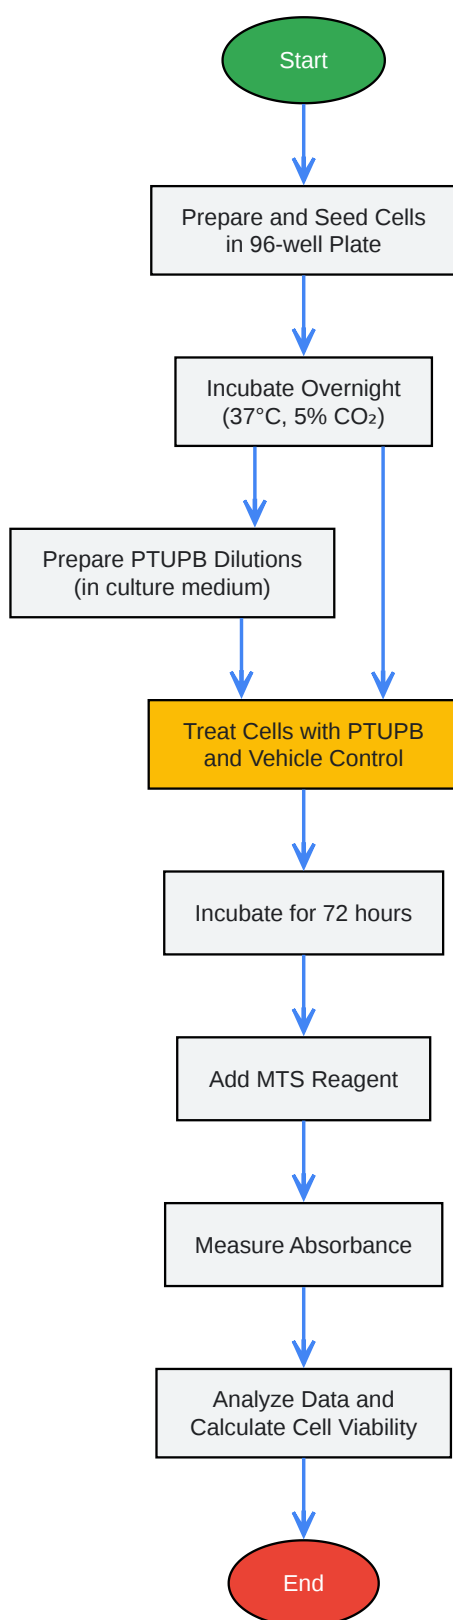 Start
Prepare and Seed Cells
in 96-well Plate
Incubate Overnight
(37°C, 5% CO₂)
Prepare PTUPB Dilutions
(in culture medium)
Treat Cells with PTUPB
and Vehicle Control
Incubate for 72 hours
Add MTS Reagent
Measure Absorbance
Analyze Data and
Calculate Cell Viability
End